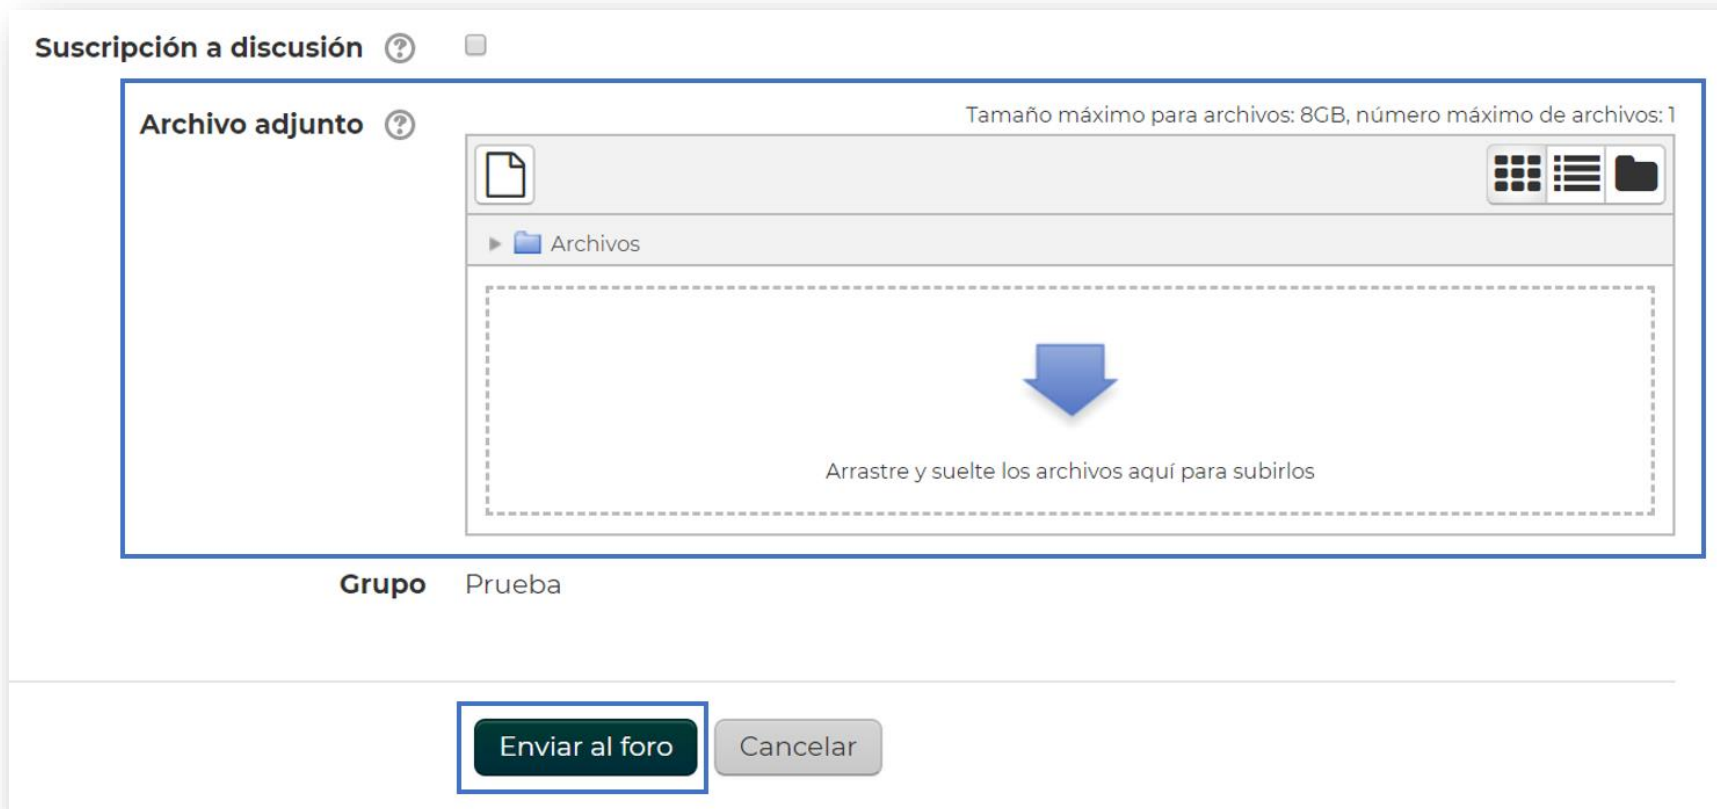 Suscripción a discusión
Archivo adjunto
Tamaño máximo para archivos: 8GB, número máximo de archivos: 1
Archivos
Arrastre y suelte los archivos aquí para subirlos
Grupo Prueba
Enviar al foro Cancelar